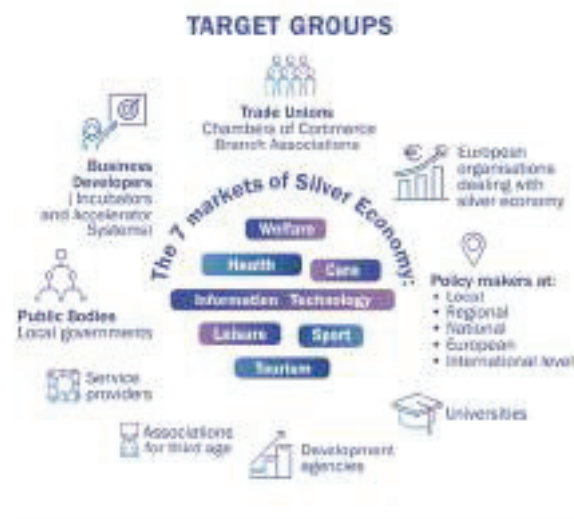 TARGET GROUPS
Trade Unions
Chambers of Commerce
Branch Associations
Business
Developers
( Incubators
and Accelerator
Systems)
European
organisations
dealing with
silver economy
The 7 markets of Silver Economy:
Welfare
Health
Care
Information Technology
Leisure
Sport
Tourism
Public Bodies
Local governments
Policy makers at:
• Local
• Regional
• National
• European
• International level
Service
providers
Universities
Associations
for third age
Development
agencies